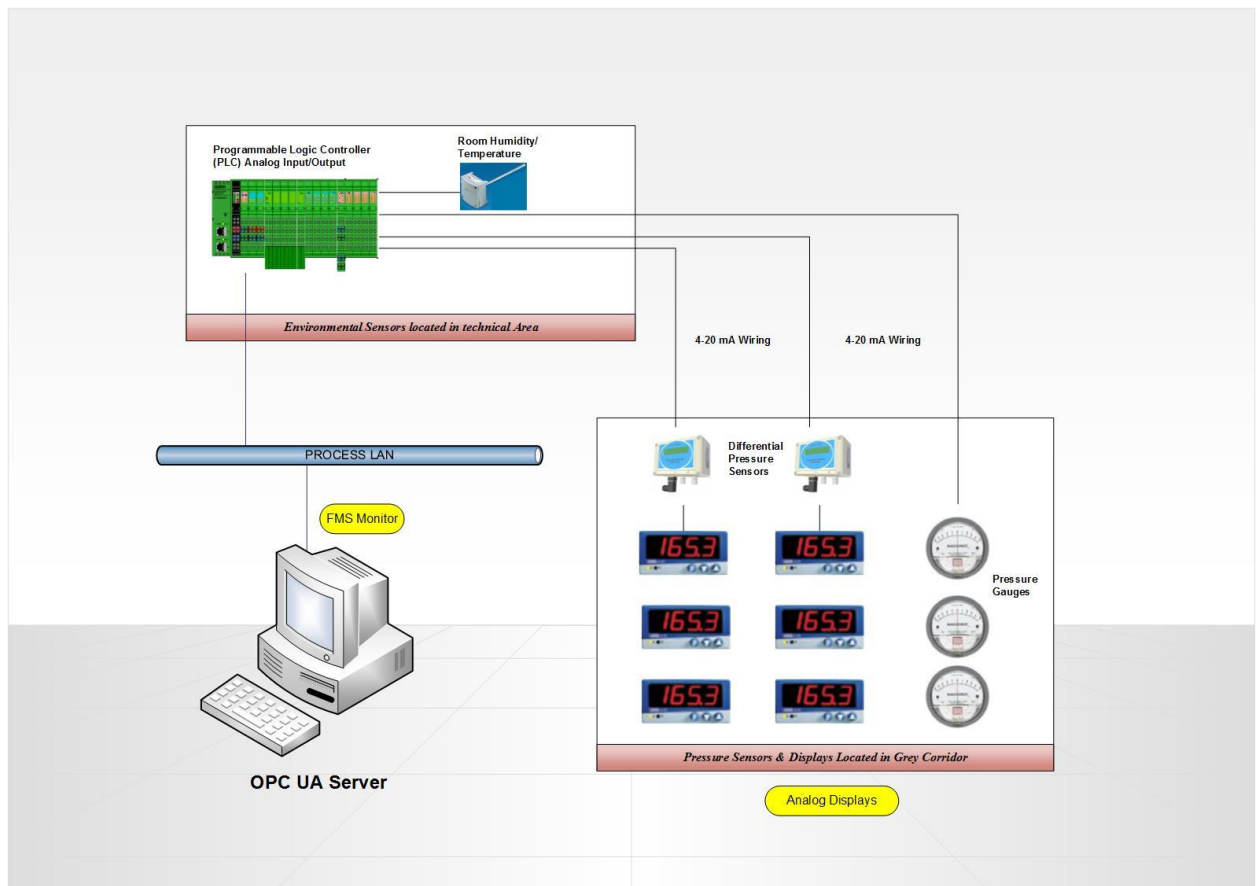 Programmable Logic Controller
(PLC) Analog Input/Output
Room Humidity/
Temperature
Environmental Sensors located in technical Area
4-20 mA Wiring
4-20 mA Wiring
PROCESS LAN
FMS Monitor
OPC UA Server
Differential
Pressure
Sensors
165.3
165.3
165.3
165.3
165.3
165.3
Pressure
Gauges
Pressure Sensors & Displays Located in Grey Corridor
Analog Displays